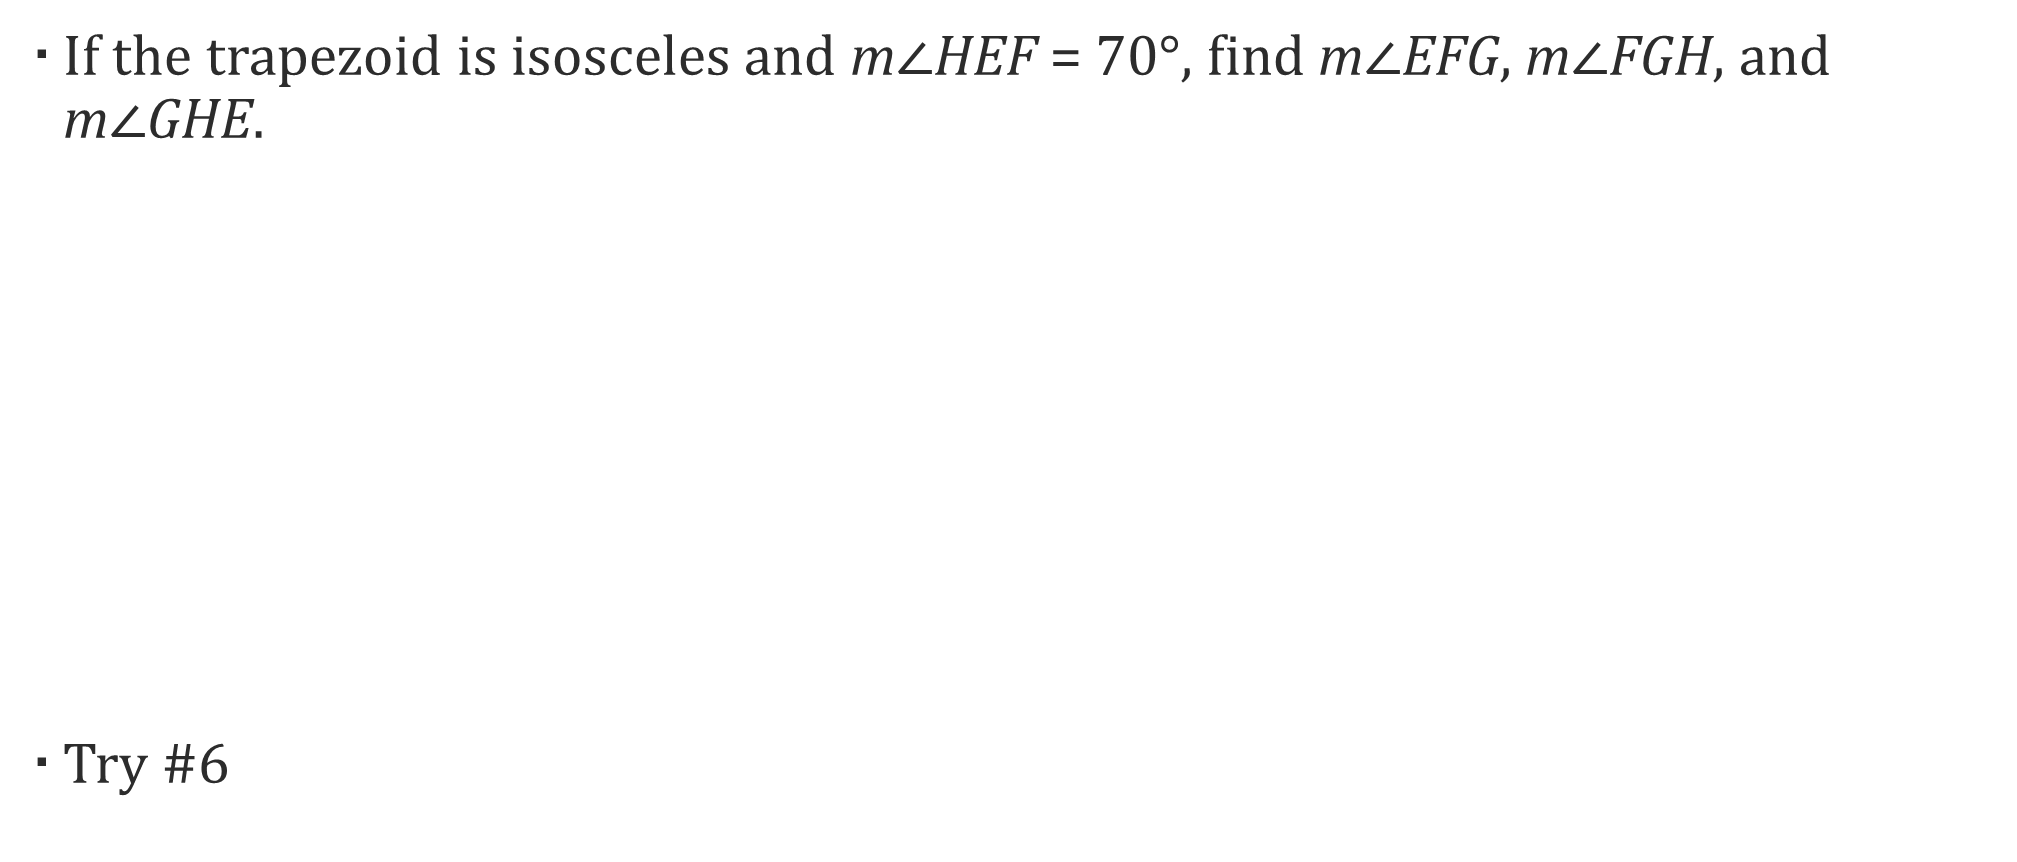 ▪ If the trapezoid is isosceles and m∠HEF = 70°, find m∠EFG, m∠FGH, and
m∠GHE.
▪ Try #6